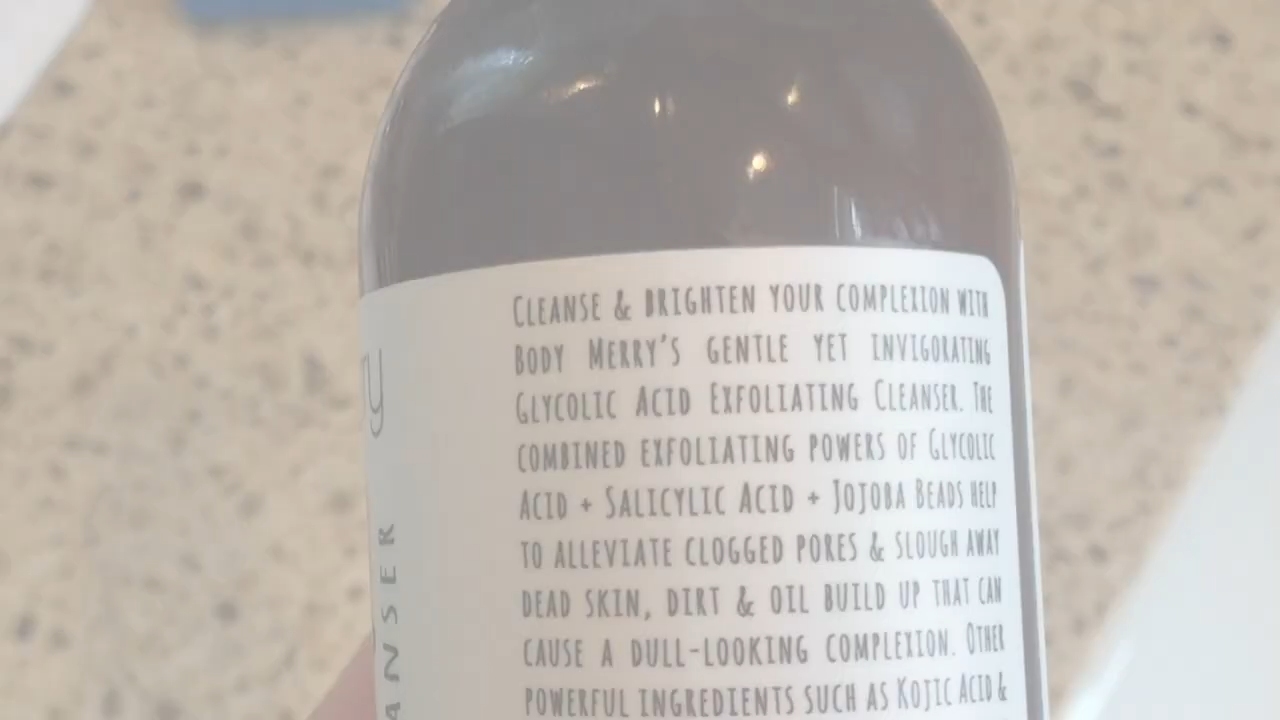 Cleanse & brighten your complexion with
Body Merry's gentle yet invigorating
Glycolic Acid Exfoliating Cleanser. The
combined exfoliating powers of Glycolic
Acid + Salicylic Acid + Jojoba Beads help
to alleviate clogged pores & slough away
dead skin, dirt & oil build up that can
cause a dull-looking complexion. Other
powerful ingredients such as Kojic Acid &
ANSER